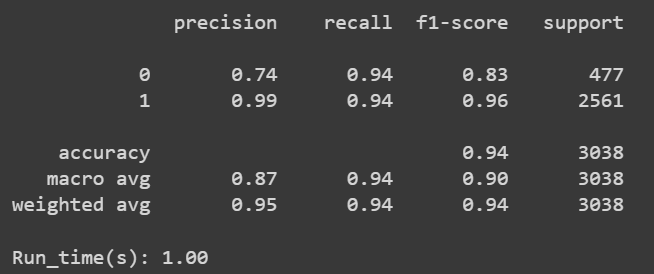 precision recall f1-score support
0 0.74 0.94 0.83 477
1 0.99 0.94 0.96 2561
accuracy 0.94 3038
macro avg 0.87 0.94 0.90 3038
weighted avg 0.95 0.94 0.94 3038
Run_time(s): 1.00